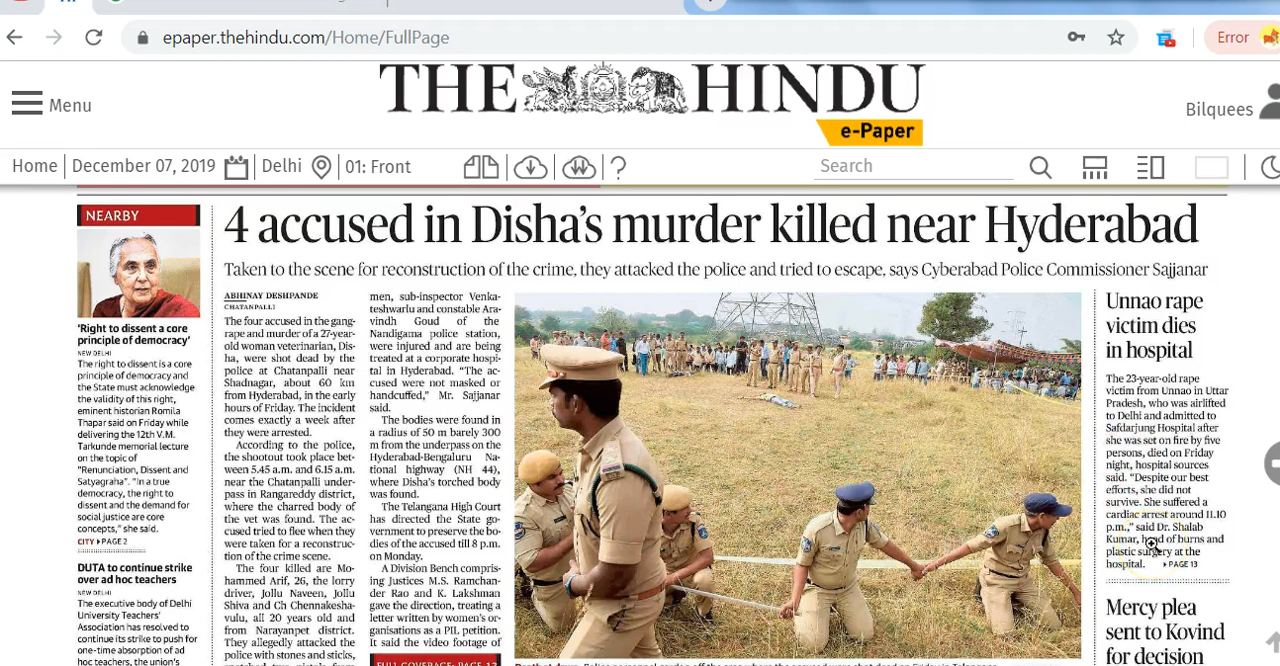 epaper.thehindu.com/Home/FullPage
Error
Menu
THE HINDU
e-Paper
Bilquees
Home
December 07, 2019
Delhi
01: Front
?
Search
NEARBY
'Right to dissent a core
principle of democracy'
NEW DELHI
The right to dissent is a core
principle of democracy and
the State must acknowledge
the validity of this right,
eminent historian Romila
Thapar said on Friday while
delivering the 12th V.M.
Tarkunde memorial lecture
on the topic of
"Renunciation, Dissent and
Satyagraha". "In a true
democracy, the right to
dissent and the demand for
social justice are core
concepts," she said.
CITY ▸ PAGE 2
DUTA to continue strike
over ad hoc teachers
NEW DELHI
The executive body of Delhi
University Teachers'
Association has resolved to
continue its strike to push for
one-time absorption of ad
hoc teachers, the union's
4 accused in Disha's murder killed near Hyderabad
Taken to the scene for reconstruction of the crime, they attacked the police and tried to escape, says Cyberabad Police Commissioner Sajjanar
ABHINAY DESHPANDE
CHATANPALLI
The four accused in the gang-
rape and murder of a 27-year-
old woman veterinarian, Dis-
ha, were shot dead by the
police at Chatanpalli near
Shadnagar, about 60 km
from Hyderabad, in the early
hours of Friday. The incident
comes exactly a week after
they were arrested.
According to the police,
the shootout took place bet-
ween 5.45 a.m. and 6.15 a.m.
near the Chatanpalli under-
pass in Rangareddy district,
where the charred body of
the vet was found. The ac-
cused tried to flee when they
were taken for a reconstruc-
tion of the crime scene.
The four killed are Mo-
hammed Arif, 26, the lorry
driver, Jollu Naveen, Jollu
Shiva and Ch Chennakesha-
vulu, all 20 years old and
from Narayanpet district.
They allegedly attacked the
police with stones and sticks,
men, sub-inspector Venka-
teshwarlu and constable Ara-
vindh Goud of the
Nandigama police station,
were injured and are being
treated at a corporate hospi-
tal in Hyderabad. "The ac-
cused were not masked or
handcuffed," Mr. Sajjanar
said.
The bodies were found in
a radius of 50 m barely 300
m from the underpass on the
Hyderabad-Bengaluru Na-
tional highway (NH 44),
where Disha's torched body
was found.
The Telangana High Court
has directed the State go-
vernment to preserve the bo-
dies of the accused till 8 p.m.
on Monday.
A Division Bench compris-
ing Justices M.S. Ramchan-
der Rao and K. Lakshman
gave the direction, treating a
letter written by women's or-
ganisations as a PIL petition.
It said the video footage of
Unnao rape
victim dies
in hospital
The 23-year-old rape
victim from Unnao in Uttar
Pradesh, who was airlifted
to Delhi and admitted to
Safdarjung Hospital after
she was set on fire by five
persons, died on Friday
night, hospital sources
said. "Despite our best
efforts, she did not
survive. She suffered a
cardiac arrest around 11.10
p.m.," said Dr. Shalab
Kumar, head of burns and
plastic surgery at the
hospital. ▸ PAGE 13
Mercy plea
sent to Kovind
for decision